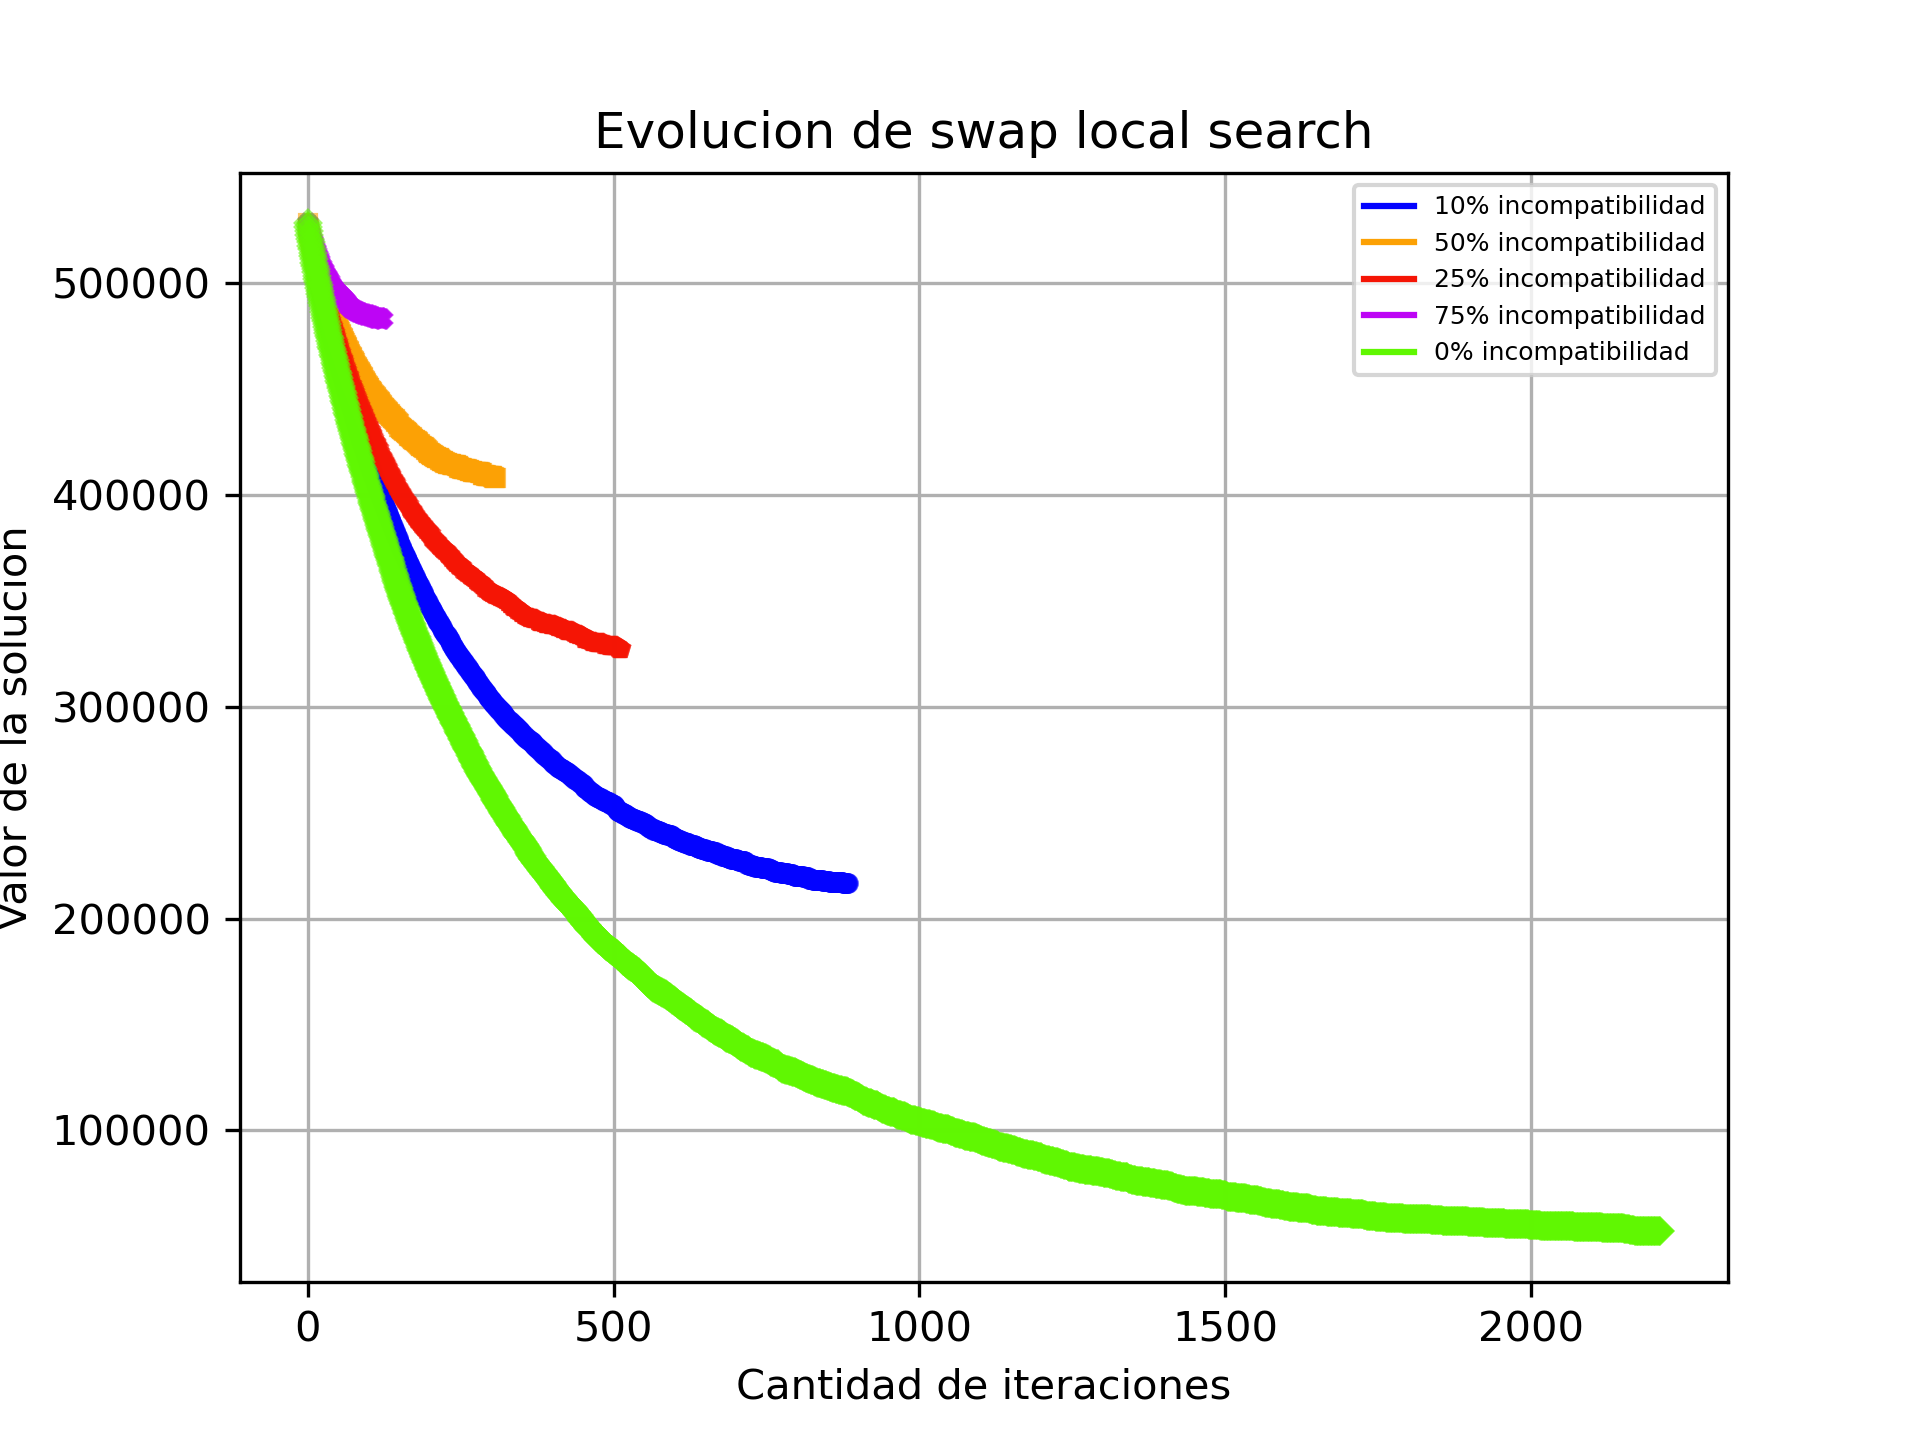 Evolucion de swap local search
10% incompatibilidad
50% incompatibilidad
25% incompatibilidad
75% incompatibilidad
0% incompatibilidad
Valor de la solucion
500000
400000
300000
200000
100000
0 500 1000 1500 2000
Cantidad de iteraciones